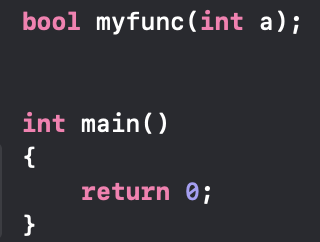 bool myfunc(int a);
int main()
{
    return 0;
}